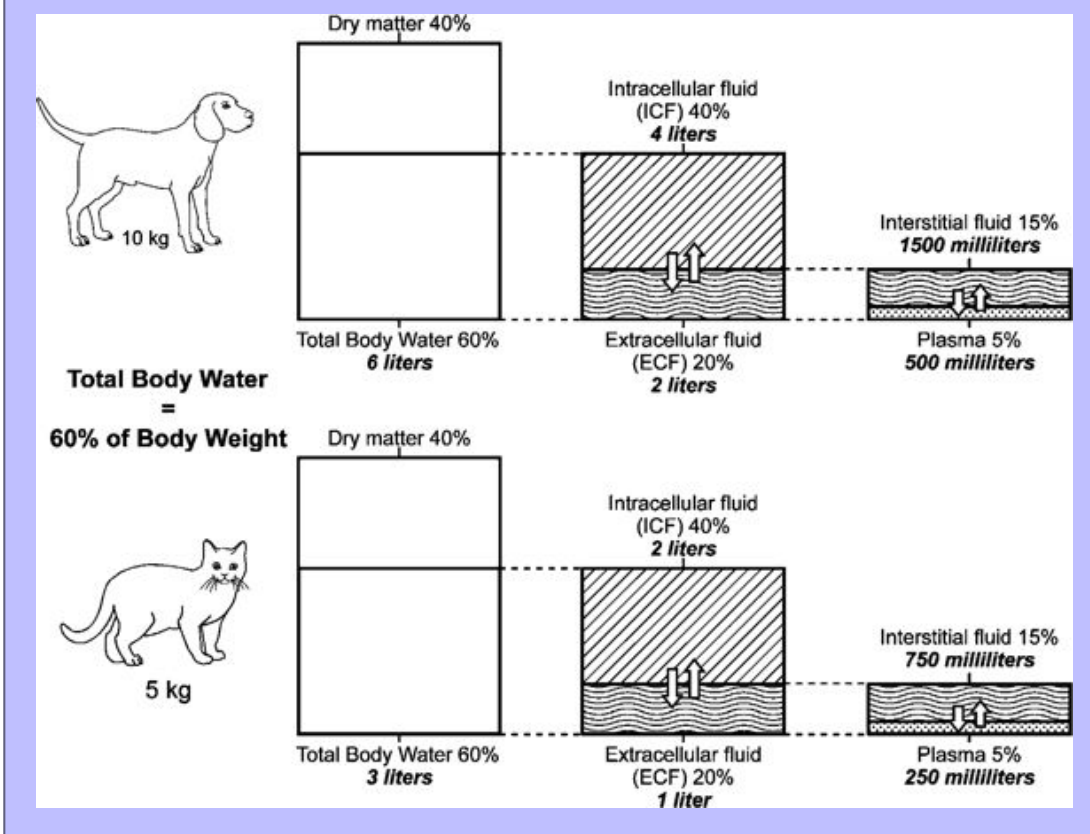 Dry matter 40%
Intracellular fluid
(ICF) 40%
4 liters
10 kg
Interstitial fluid 15%
1500 milliliters
Total Body Water 60%
6 liters
Extracellular fluid
(ECF) 20%
2 liters
Plasma 5%
500 milliliters
Total Body Water
=
60% of Body Weight
Dry matter 40%
Intracellular fluid
(ICF) 40%
2 liters
5 kg
Interstitial fluid 15%
750 milliliters
Total Body Water 60%
3 liters
Extracellular fluid
(ECF) 20%
1 liter
Plasma 5%
250 milliliters